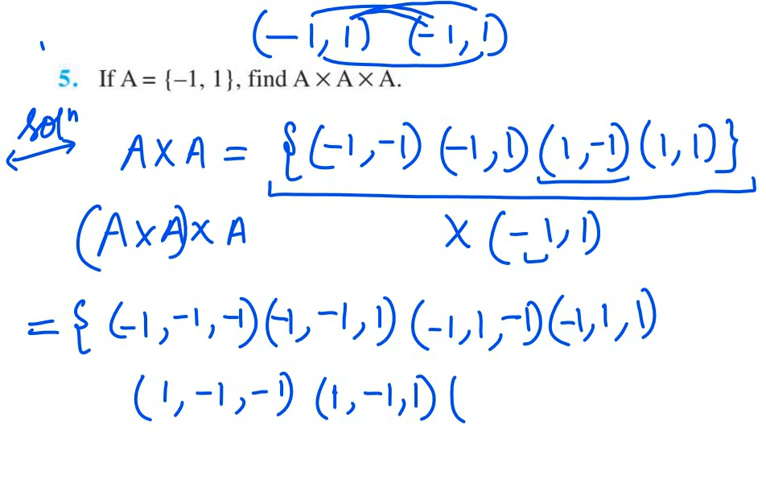 (-1, 1) (-1, 1)
5. If A = {–1, 1}, find A × A × A.
Solⁿ
A X A = {(-1,-1) (-1,1) (1,-1) (1,1)}
(A X A) X A X (-1,1)
= { (-1,-1,-1) (-1,-1,1) (-1,1,-1) (-1,1,1)
(1,-1,-1) (1,-1,1) (